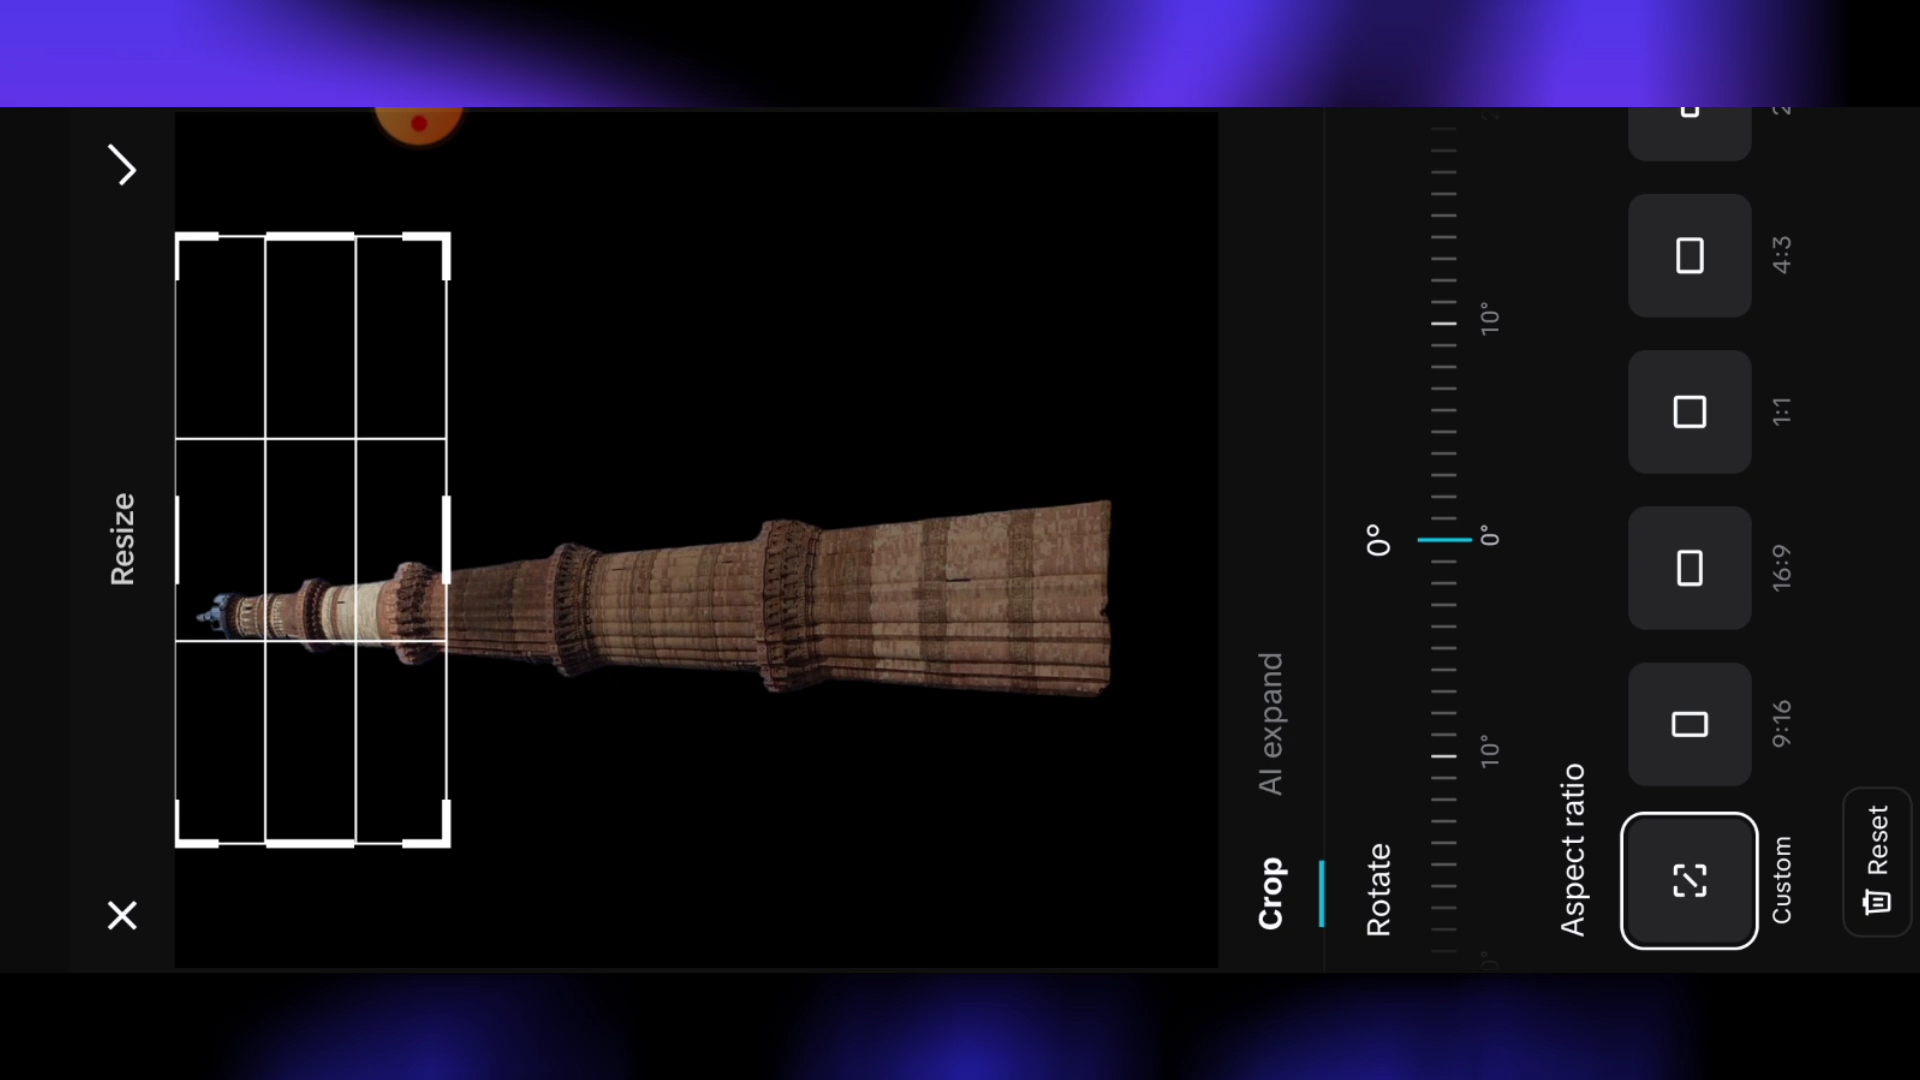 Resize
Crop
AI expand
Rotate
0°
10°
0°
10°
Aspect ratio
Custom
9:16
16:9
1:1
4:3
Reset